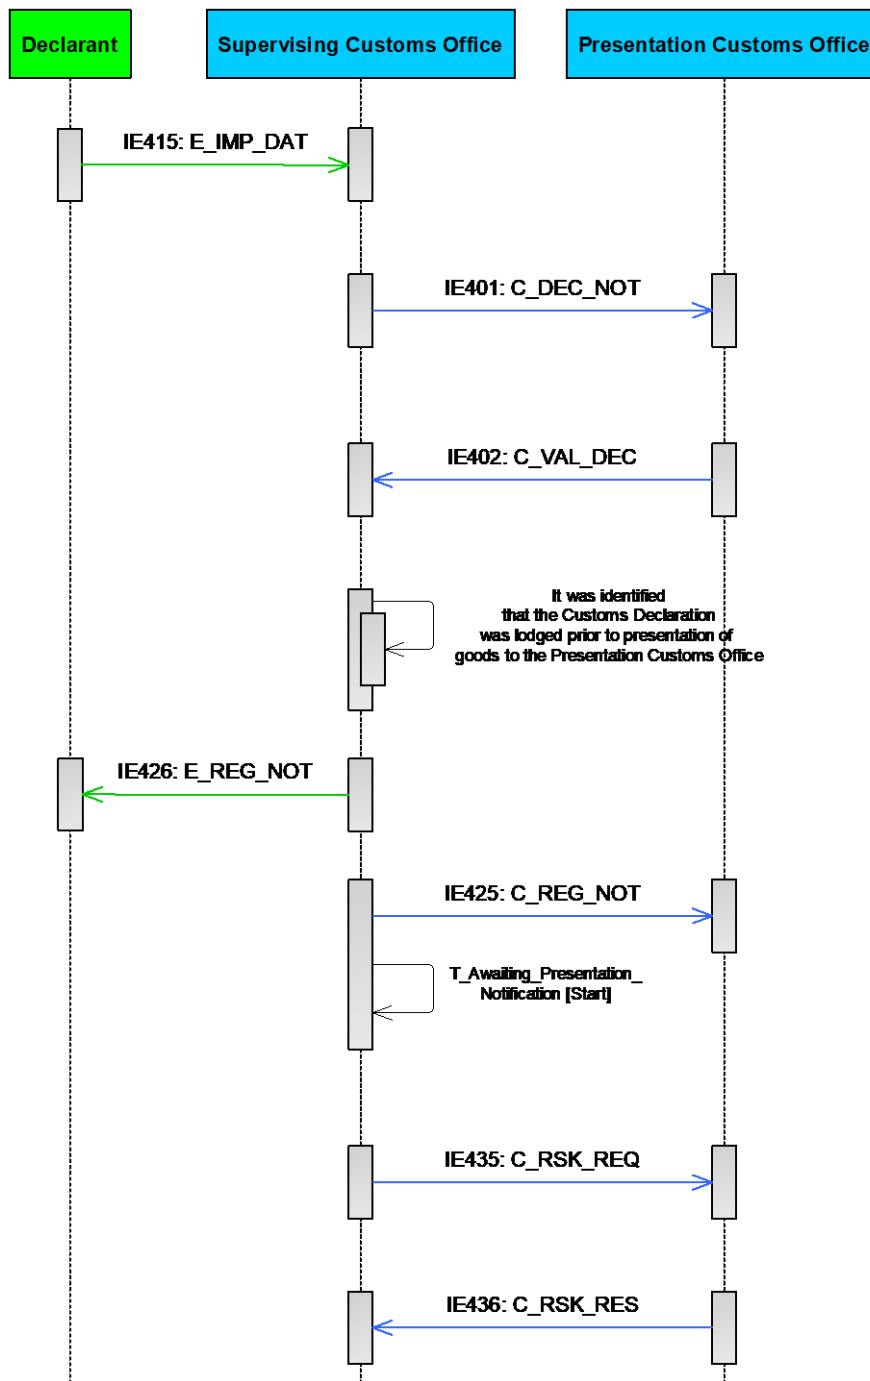 Declarant
Supervising Customs Office
Presentation Customs Office
IE415: E_IMP_DAT
IE401: C_DEC_NOT
IE402: C_VAL_DEC
It was identified
that the Customs Declaration
was lodged prior to presentation of
goods to the Presentation Customs Office
IE426: E_REG_NOT
IE425: C_REG_NOT
T_Awaiting_Presentation_
Notification [Start]
IE435: C_RSK_REQ
IE436: C_RSK_RES